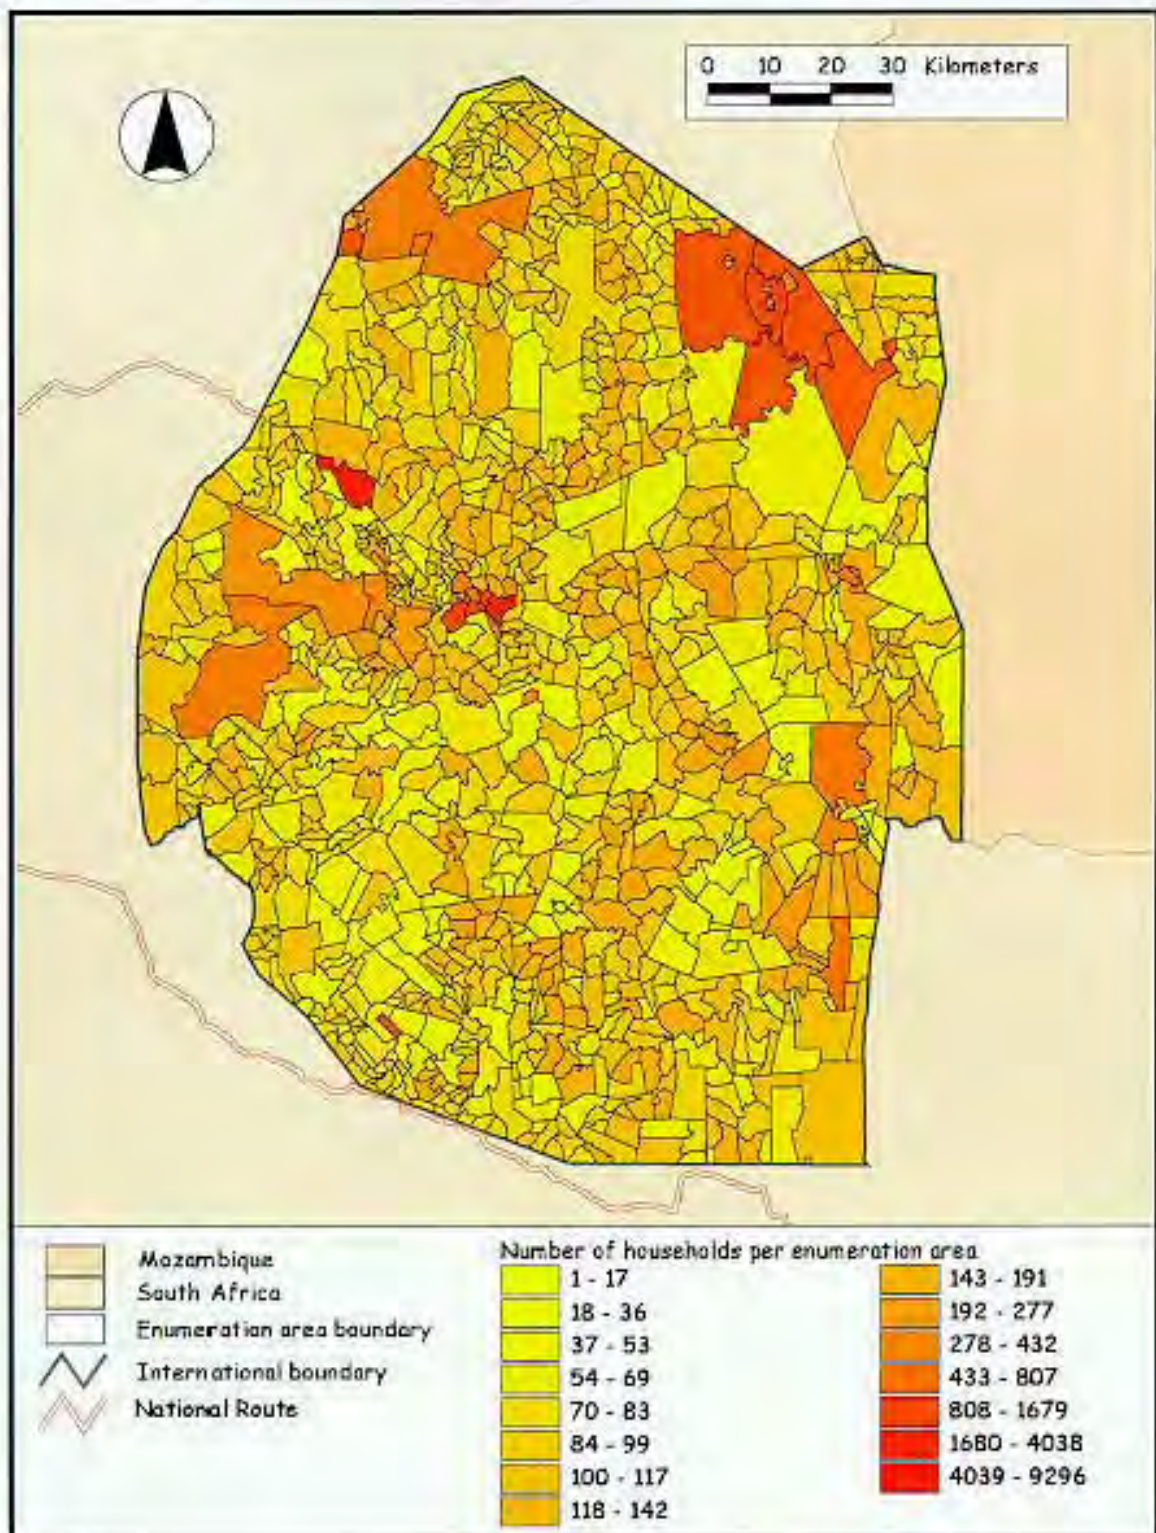 0 10 20 30 Kilometers
Mozambique
South Africa
Enumeration area boundary
International boundary
National Route
Number of households per enumeration area
1 - 17
18 - 36
37 - 53
54 - 69
70 - 83
84 - 99
100 - 117
118 - 142
143 - 191
192 - 277
278 - 432
433 - 807
808 - 1679
1680 - 4038
4039 - 9296